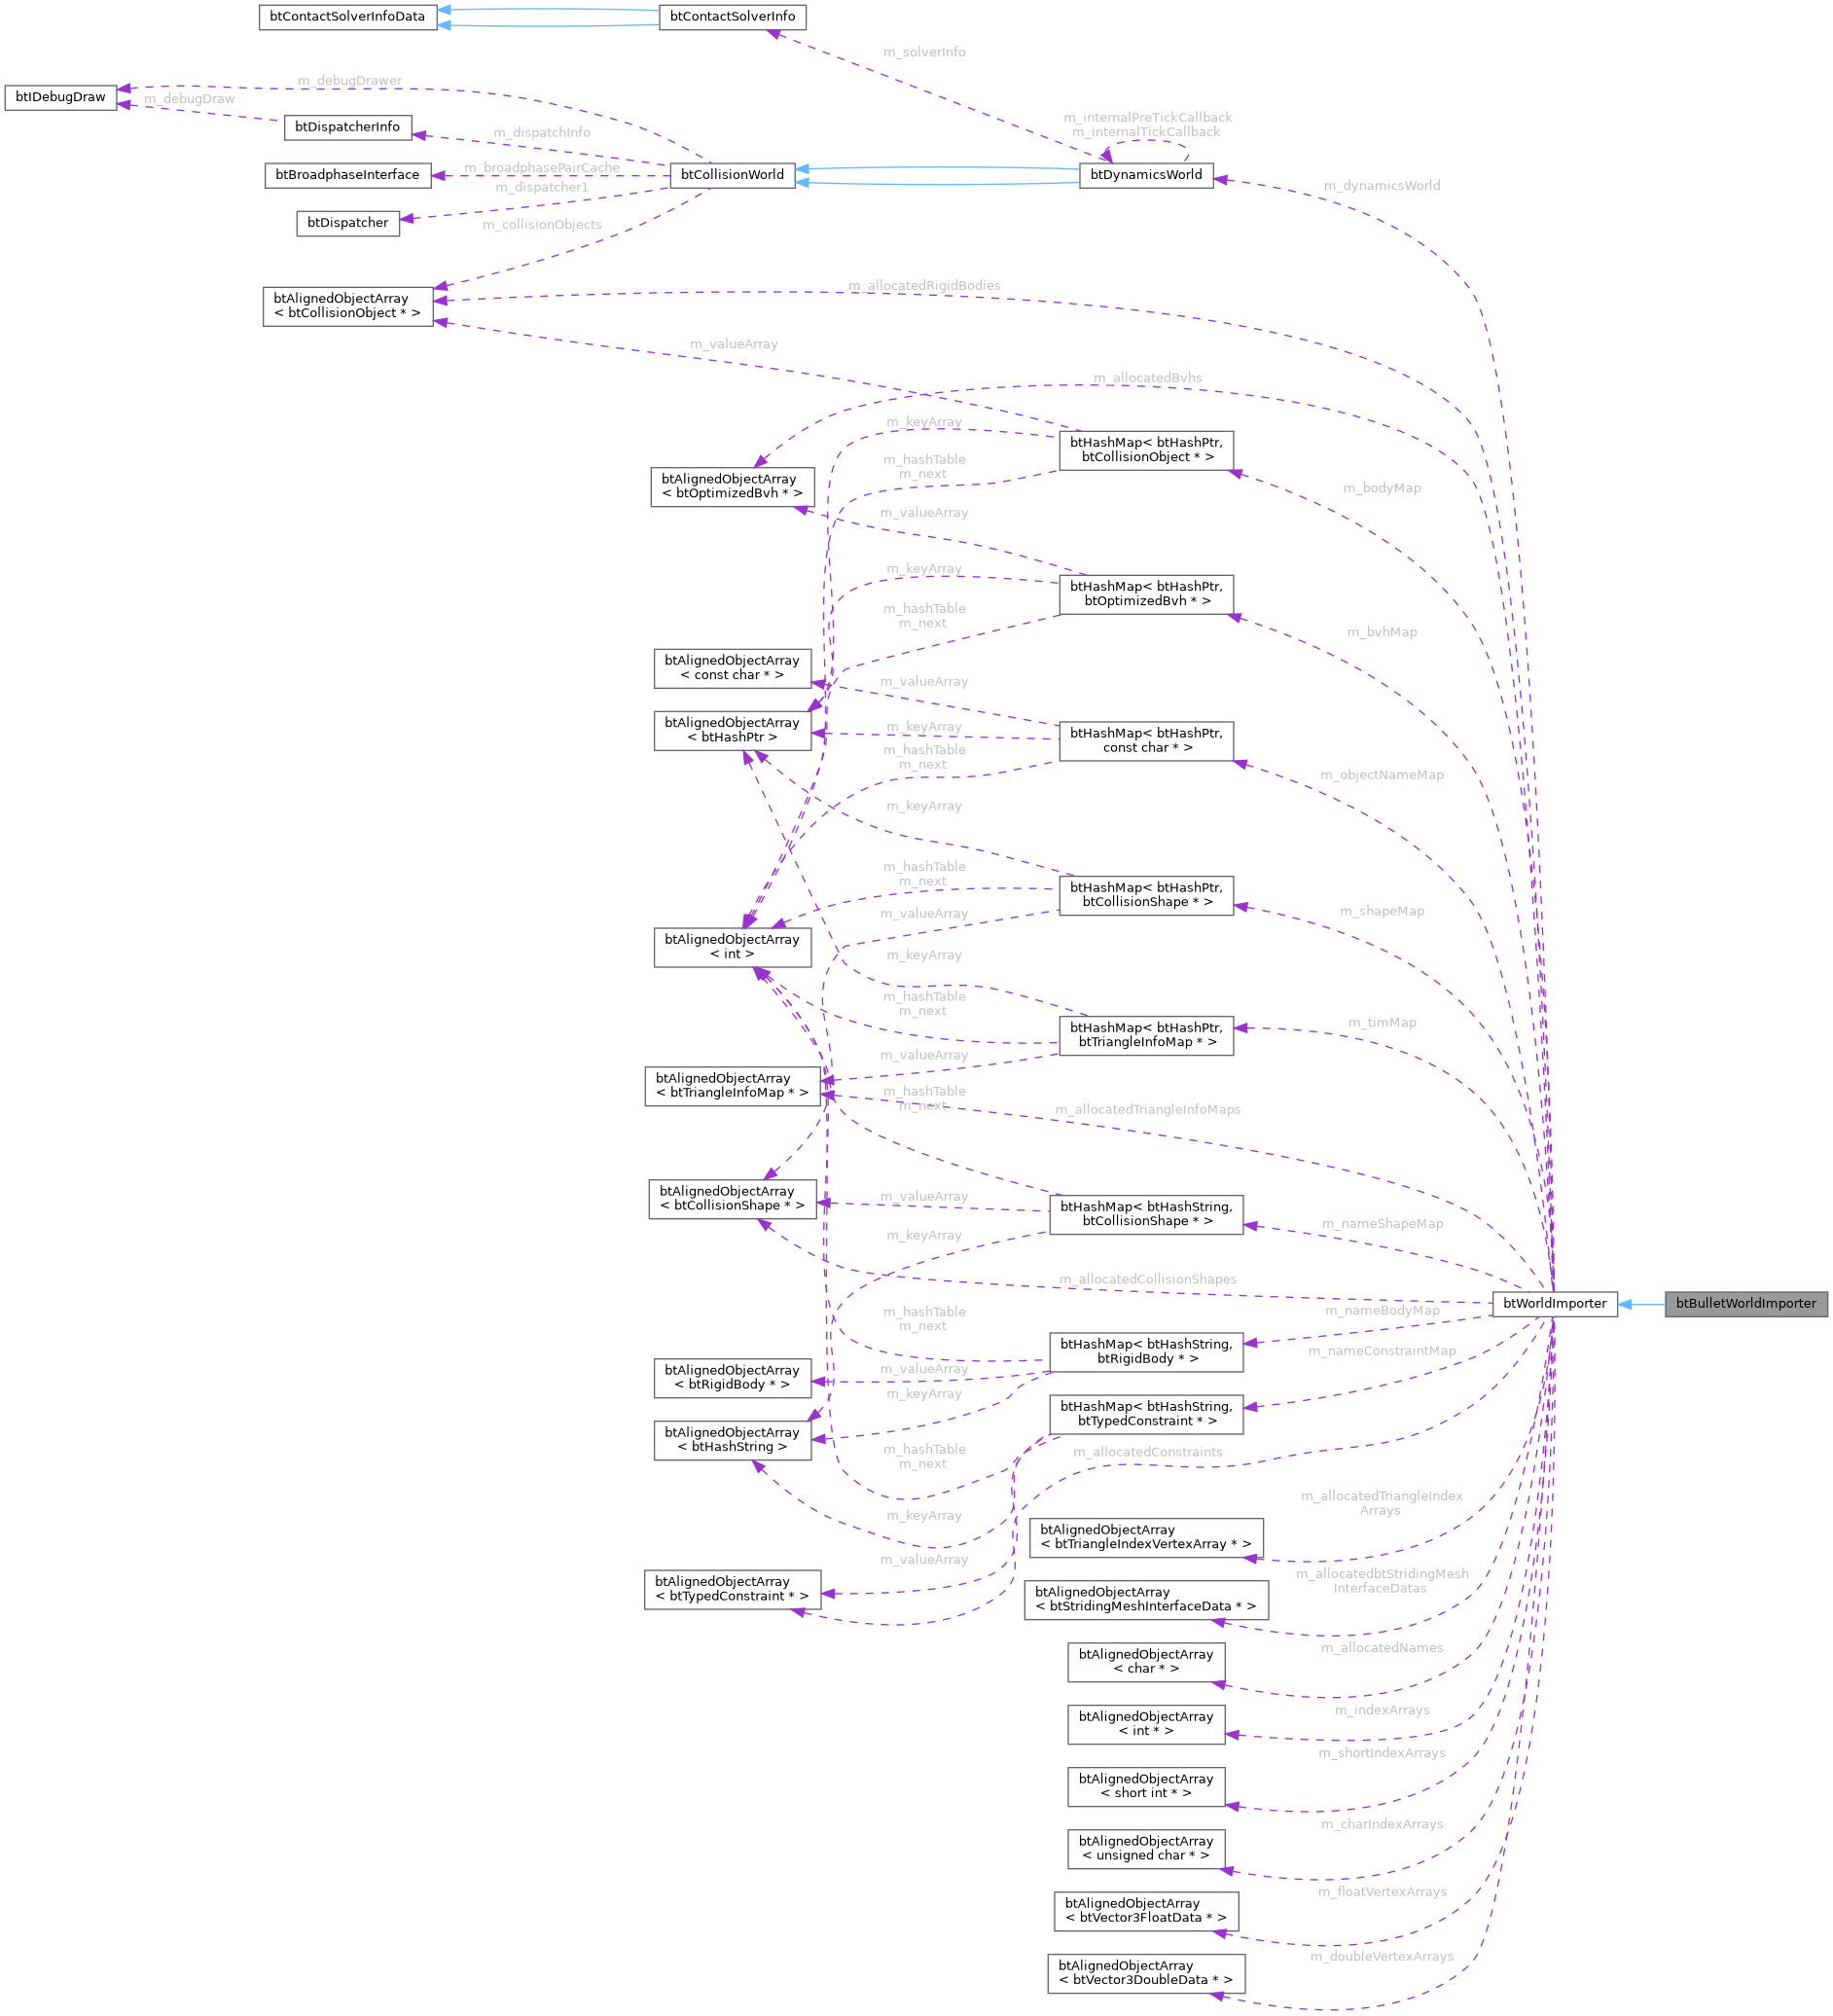 btContactSolverInfoData
btContactSolverInfo
m_solverInfo
m_debugDrawer
btIDebugDraw
m_debugDraw
btDispatcherInfo
m_dispatchInfo
m_internalPreTickCallback
m_internalTickCallback
btBroadphaseInterface
m_broadphasePairCache
btCollisionWorld
btDynamicsWorld
m_dynamicsWorld
m_dispatcher1
btDispatcher
m_collisionObjects
m_allocatedRigidBodies
btAlignedObjectArray
< btCollisionObject * >
m_valueArray
m_allocatedBvhs
m_keyArray
btHashMap< btHashPtr,
btCollisionObject * >
m_hashTable
m_next
btAlignedObjectArray
< btOptimizedBvh * >
m_bodyMap
m_valueArray
m_keyArray
btHashMap< btHashPtr,
btOptimizedBvh * >
m_hashTable
m_next
m_bvhMap
btAlignedObjectArray
< const char * >
m_valueArray
btAlignedObjectArray
< btHashPtr >
m_keyArray
btHashMap< btHashPtr,
const char * >
m_hashTable
m_next
m_objectNameMap
m_keyArray
m_hashTable
m_next
btHashMap< btHashPtr,
btCollisionShape * >
m_shapeMap
m_valueArray
btAlignedObjectArray
< int >
m_keyArray
m_hashTable
m_next
btHashMap< btHashPtr,
btTriangleInfoMap * >
m_timMap
m_valueArray
btAlignedObjectArray
< btTriangleInfoMap * >
m_hashTable
m_next
m_allocatedTriangleInfoMaps
btAlignedObjectArray
< btCollisionShape * >
m_valueArray
btHashMap< btHashString,
btCollisionShape * >
m_nameShapeMap
m_keyArray
m_allocatedCollisionShapes
btWorldImporter
btBulletWorldImporter
m_hashTable
m_next
m_nameBodyMap
btHashMap< btHashString,
btRigidBody * >
m_nameConstraintMap
btAlignedObjectArray
< btRigidBody * >
m_valueArray
m_keyArray
btHashMap< btHashString,
btTypedConstraint * >
btAlignedObjectArray
< btHashString >
m_hashTable
m_next
m_allocatedConstraints
m_allocatedTriangleIndex
Arrays
m_keyArray
btAlignedObjectArray
< btTriangleIndexVertexArray * >
m_valueArray
btAlignedObjectArray
< btTypedConstraint * >
m_allocatedbtStridingMesh
InterfaceDatas
btAlignedObjectArray
< btStridingMeshInterfaceData * >
m_allocatedNames
btAlignedObjectArray
< char * >
m_indexArrays
btAlignedObjectArray
< int * >
m_shortIndexArrays
btAlignedObjectArray
< short int * >
m_charIndexArrays
btAlignedObjectArray
< unsigned char * >
m_floatVertexArrays
btAlignedObjectArray
< btVector3FloatData * >
m_doubleVertexArrays
btAlignedObjectArray
< btVector3DoubleData * >